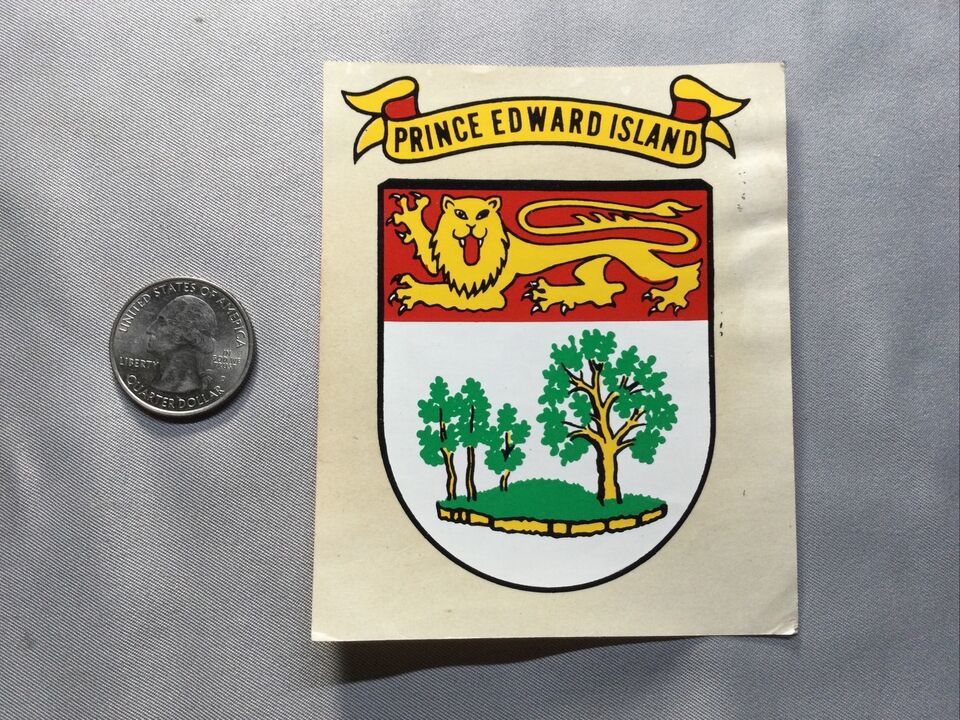 PRINCE EDWARD ISLAND
UNITED STATES OF AMERICA
LIBERTY
IN
GOD WE
TRUST
QUARTER DOLLAR